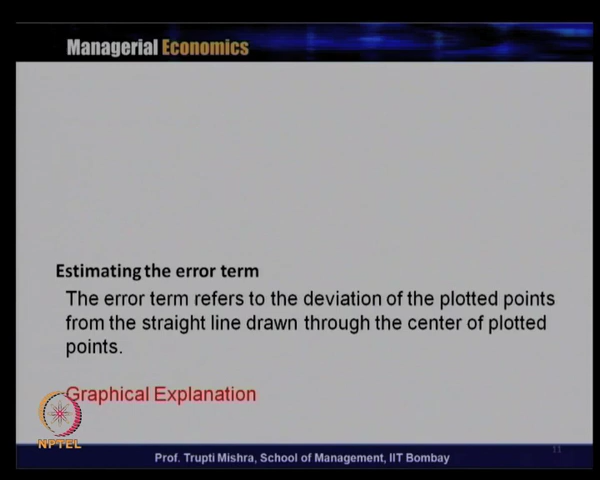 Managerial Economics
Estimating the error term
The error term refers to the deviation of the plotted points
from the straight line drawn through the center of plotted
points.
Graphical Explanation
NPTEL
Prof. Trupti Mishra, School of Management, IIT Bombay
11